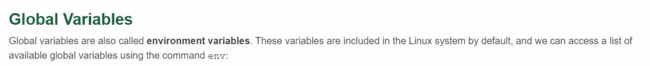 Global Variables
Global variables are also called environment variables. These variables are included in the Linux system by default, and we can access a list of
available global variables using the command env: